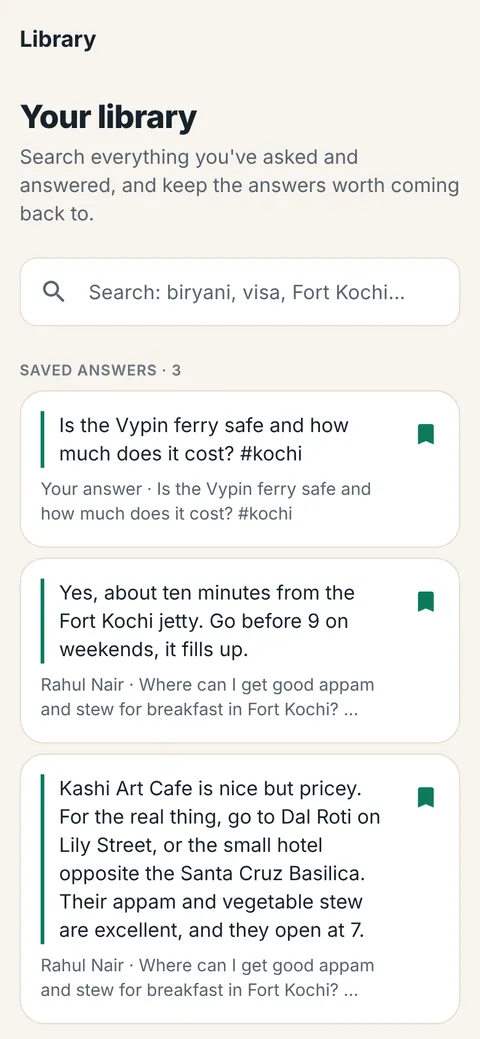 Library
Your library
Search everything you've asked and
answered, and keep the answers worth coming
back to.
Search: biryani, visa, Fort Kochi...
SAVED ANSWERS · 3
Is the Vypin ferry safe and how
much does it cost? #kochi
Your answer · Is the Vypin ferry safe and
how much does it cost? #kochi
Yes, about ten minutes from the
Fort Kochi jetty. Go before 9 on
weekends, it fills up.
Rahul Nair · Where can I get good appam
and stew for breakfast in Fort Kochi? ...
Kashi Art Cafe is nice but pricey.
For the real thing, go to Dal Roti on
Lily Street, or the small hotel
opposite the Santa Cruz Basilica.
Their appam and vegetable stew
are excellent, and they open at 7.
Rahul Nair · Where can I get good appam
and stew for breakfast in Fort Kochi? ...